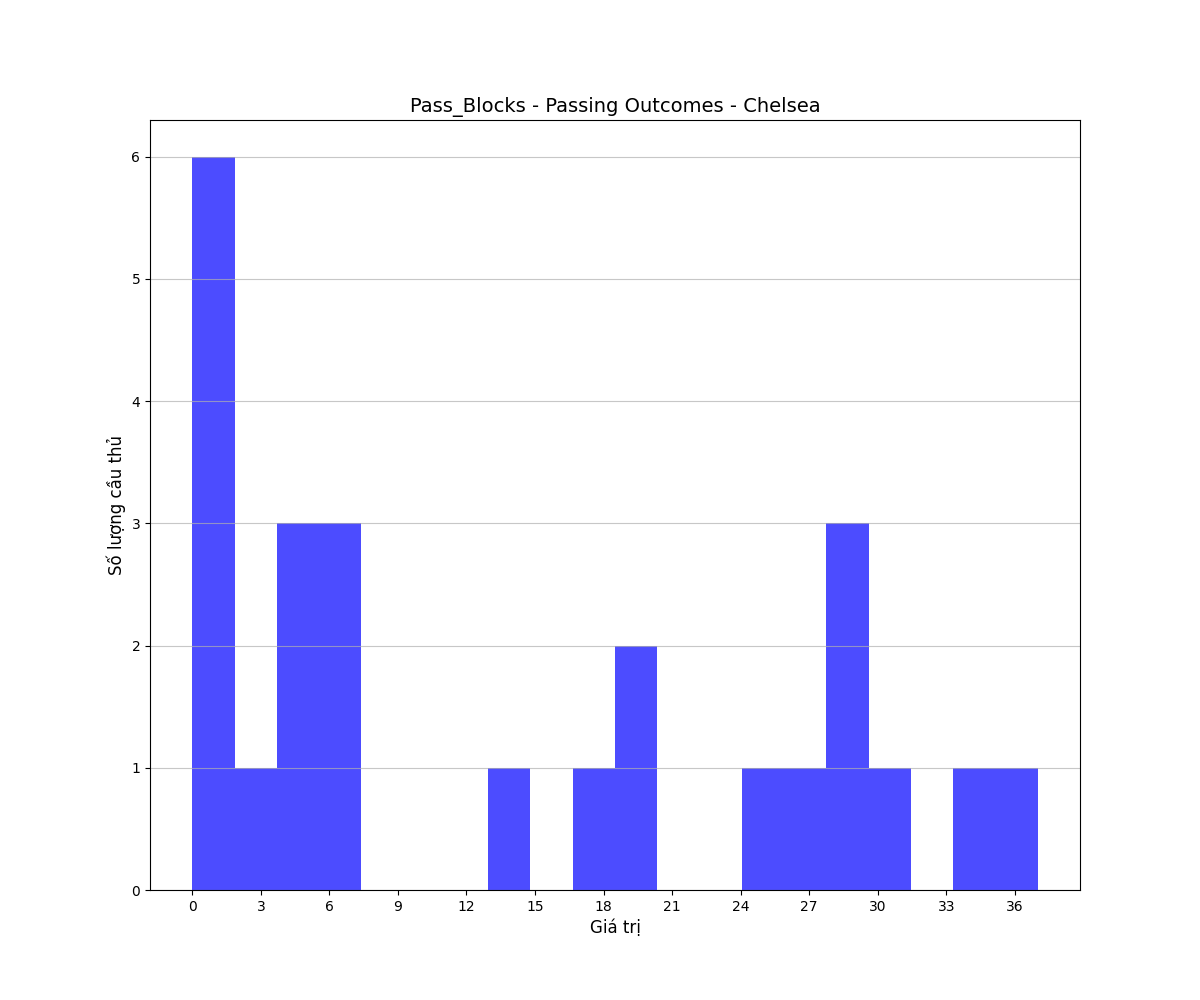 Pass_Blocks - Passing Outcomes - Chelsea
6
5
4
3
2
1
0
Số lượng cầu thủ
0 3 6 9 12 15 18 21 24 27 30 33 36
Giá trị